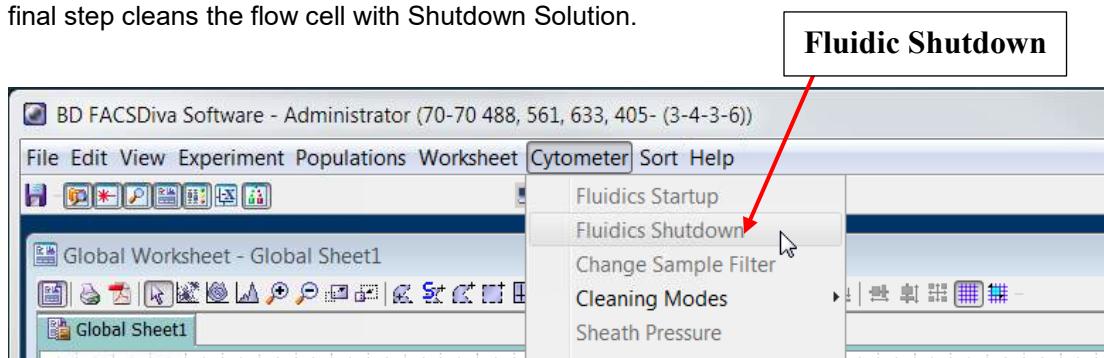 final step cleans the flow cell with Shutdown Solution.
Fluidic Shutdown
BD FACSDiva Software - Administrator (70-70 488, 561, 633, 405- (3-4-3-6))
File Edit View Experiment Populations Worksheet Cytometer Sort Help
Fluidics Startup
Fluidics Shutdown
Global Worksheet - Global Sheet1
Change Sample Filter
Cleaning Modes
Global Sheet1
Sheath Pressure